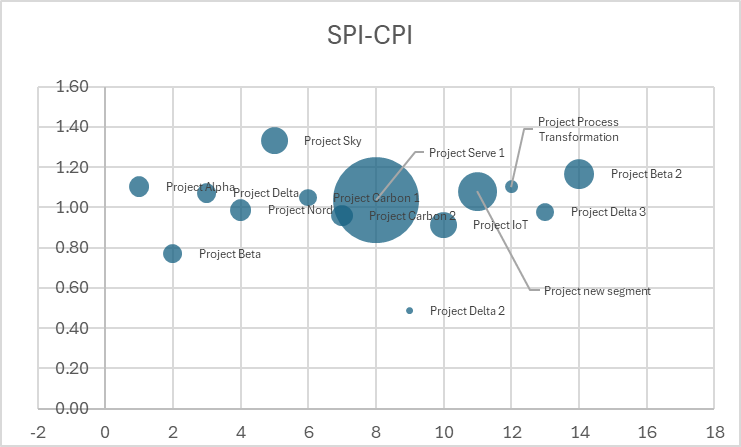 SPI-CPI
1.60
1.40
1.20
1.00
0.80
0.60
0.40
0.20
0.00
Project Process
Transformation
Project Sky
Project Serve 1
Project Beta 2
Project Alpha
Project Delta
Project Carbon 1
Project Nord
Project Carbon 2
Project Delta 3
Project IoT
Project Beta
Project new segment
Project Delta 2
-2 0 2 4 6 8 10 12 14 16 18